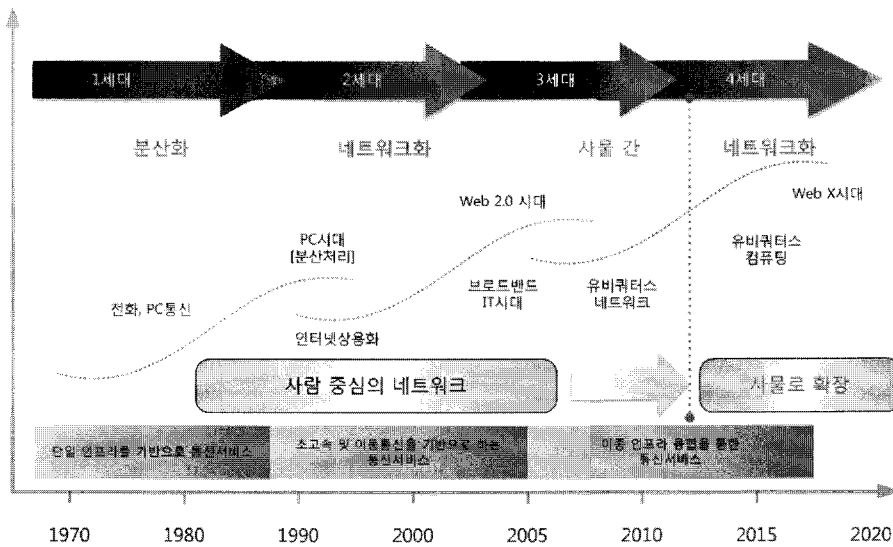 1세대
2세대
3세대
4세대
분산화
네트워크화
사물 간
네트워크화
Web 2.0 시대
Web X시대
PC시대
[분산처리]
유비쿼터스
컴퓨팅
브로드밴드
IT시대
유비쿼터스
네트워크
전화, PC통신
인터넷상용화
사람 중심의 네트워크
사물로 확장
단일 인프라를 기반으로 통신서비스
초고속 및 이동통신을 기반으로 하는
통신서비스
이종 인프라 융합을 통한
통신서비스
1970
1980
1990
2000
2005
2010
2015
2020